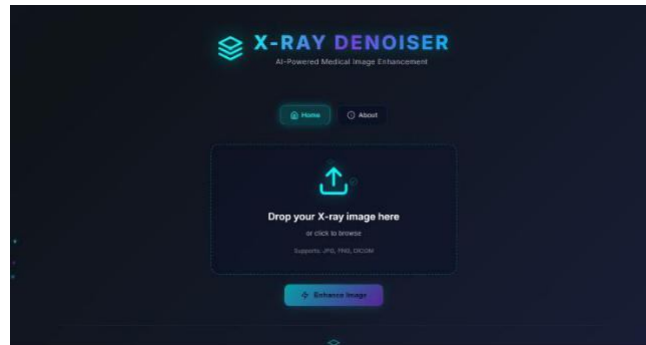 X-RAY DENOISER
AI-Powered Medical Image Enhancement
Home
About
Drop your X-ray image here
or click to browse
Supports: JPG, PNG, DICOM
Enhance Image